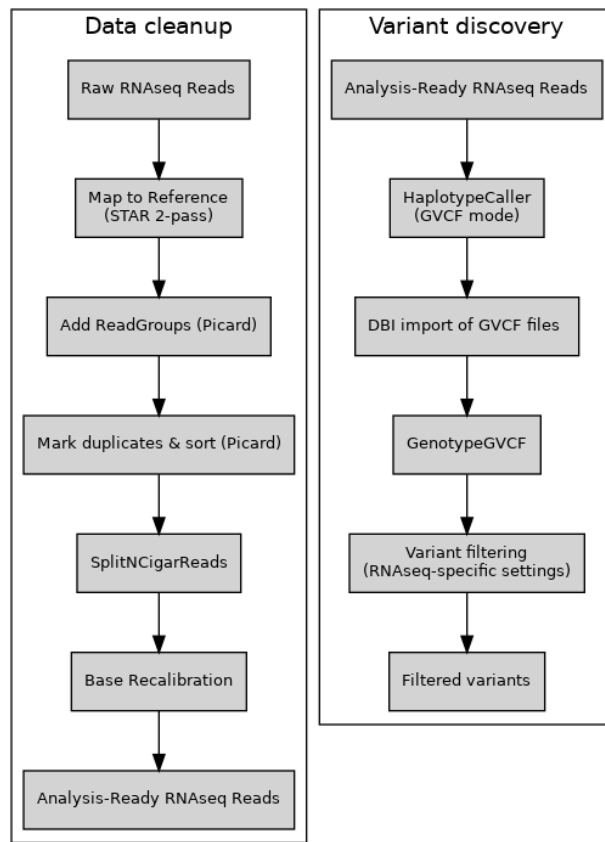 Data cleanup
Raw RNAseq Reads
Map to Reference
(STAR 2-pass)
Add ReadGroups (Picard)
Mark duplicates & sort (Picard)
SplitNCigarReads
Base Recalibration
Analysis-Ready RNAseq Reads
Variant discovery
Analysis-Ready RNAseq Reads
HaplotypeCaller
(GVCF mode)
DBI import of GVCF files
GenotypeGVCF
Variant filtering
(RNAseq-specific settings)
Filtered variants